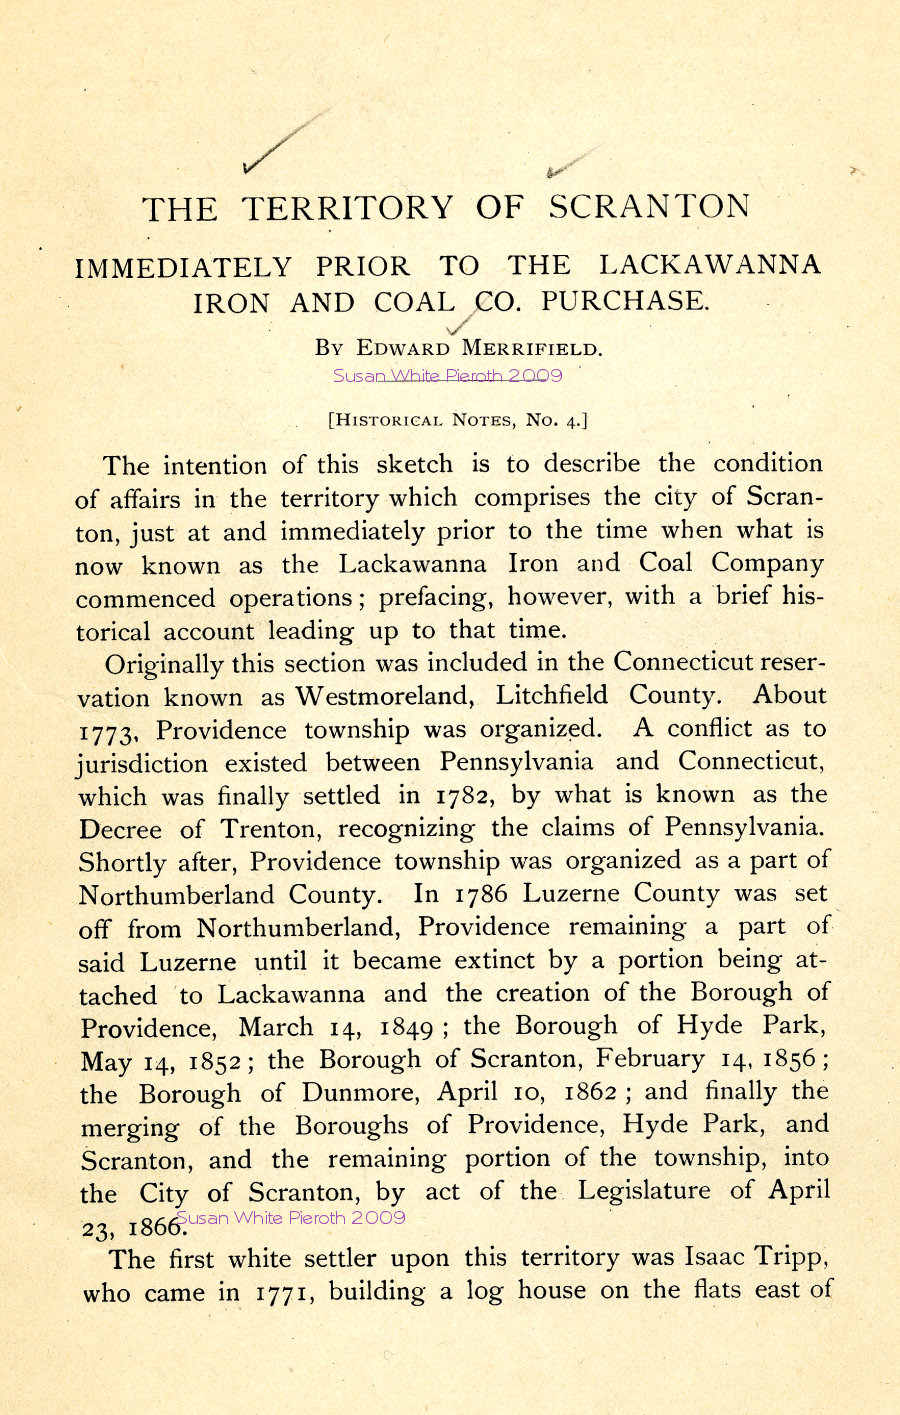 THE TERRITORY OF SCRANTON
IMMEDIATELY PRIOR TO THE LACKAWANNA
IRON AND COAL CO. PURCHASE.
By Edward Merrifield.
Susan White Pieroth 2009
[Historical Notes, No. 4.]
The intention of this sketch is to describe the condition
of affairs in the territory which comprises the city of Scran-
ton, just at and immediately prior to the time when what is
now known as the Lackawanna Iron and Coal Company
commenced operations; prefacing, however, with a brief his-
torical account leading up to that time.
Originally this section was included in the Connecticut reser-
vation known as Westmoreland, Litchfield County. About
1773, Providence township was organized. A conflict as to
jurisdiction existed between Pennsylvania and Connecticut,
which was finally settled in 1782, by what is known as the
Decree of Trenton, recognizing the claims of Pennsylvania.
Shortly after, Providence township was organized as a part of
Northumberland County. In 1786 Luzerne County was set
off from Northumberland, Providence remaining a part of
said Luzerne until it became extinct by a portion being at-
tached to Lackawanna and the creation of the Borough of
Providence, March 14, 1849; the Borough of Hyde Park,
May 14, 1852; the Borough of Scranton, February 14, 1856;
the Borough of Dunmore, April 10, 1862; and finally the
merging of the Boroughs of Providence, Hyde Park, and
Scranton, and the remaining portion of the township, into
the City of Scranton, by act of the Legislature of April
23, 1866.
Susan White Pieroth 2009
The first white settler upon this territory was Isaac Tripp,
who came in 1771, building a log house on the flats east of